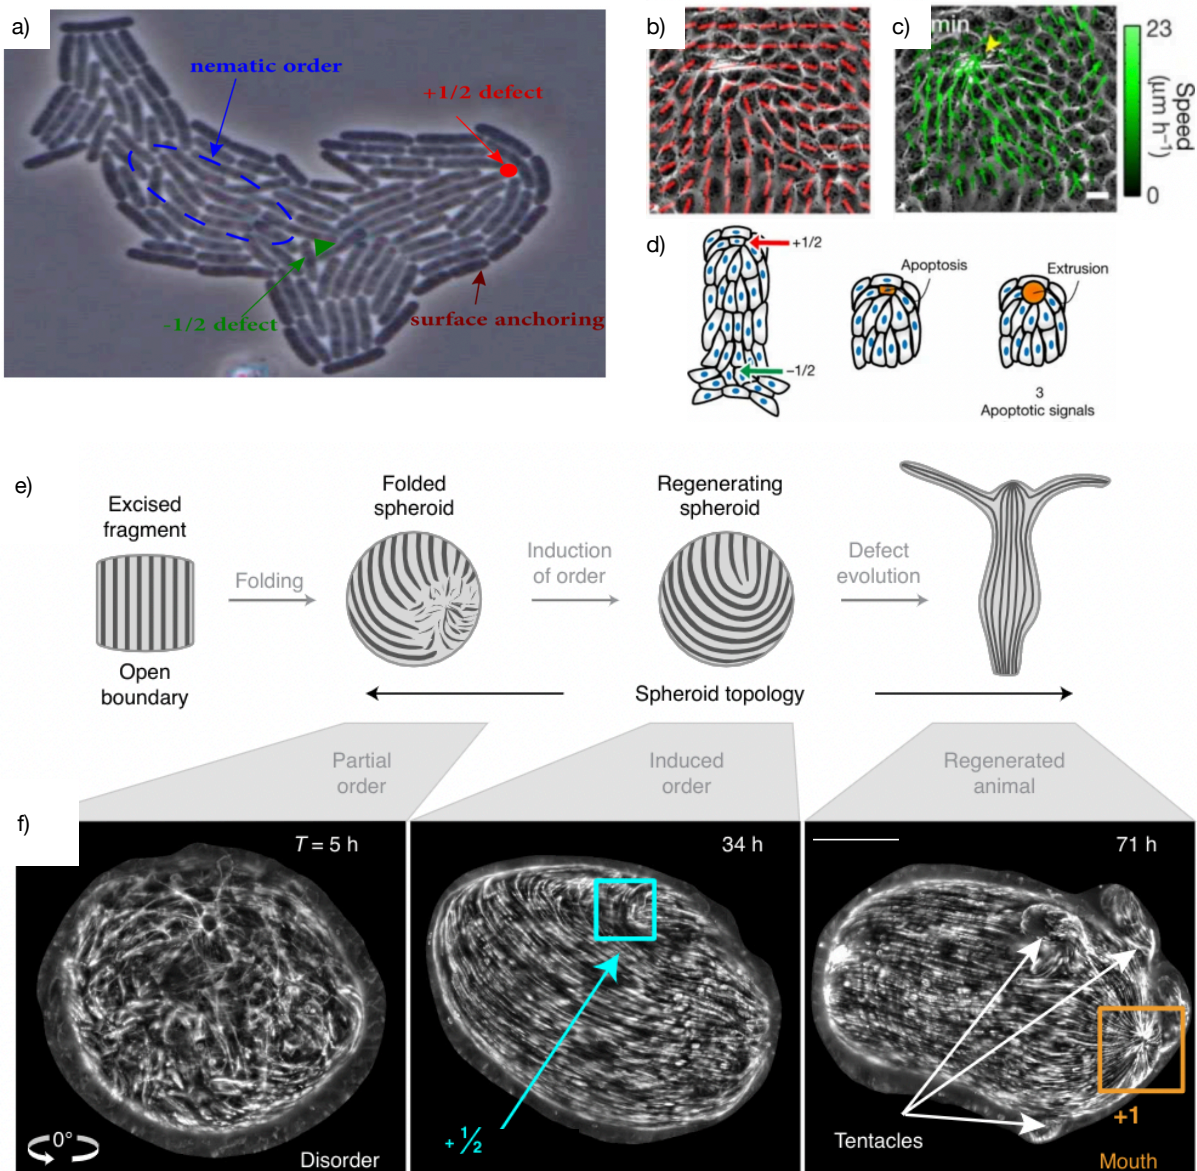 a)
nematic order
+1/2 defect
-1/2 defect
surface anchoring
b)
c)
min
23
Speed
(µm h⁻¹)
0
d)
+1/2
-1/2
Apoptosis
Extrusion
3
Apoptotic signals
e)
Excised
fragment
Open
boundary
Folding
Folded
spheroid
Induction
of order
Regenerating
spheroid
Defect
evolution
Spheroid topology
Partial
order
Induced
order
Regenerated
animal
f)
T = 5 h
0°
Disorder
34 h
+ ½
71 h
Tentacles
+1
Mouth